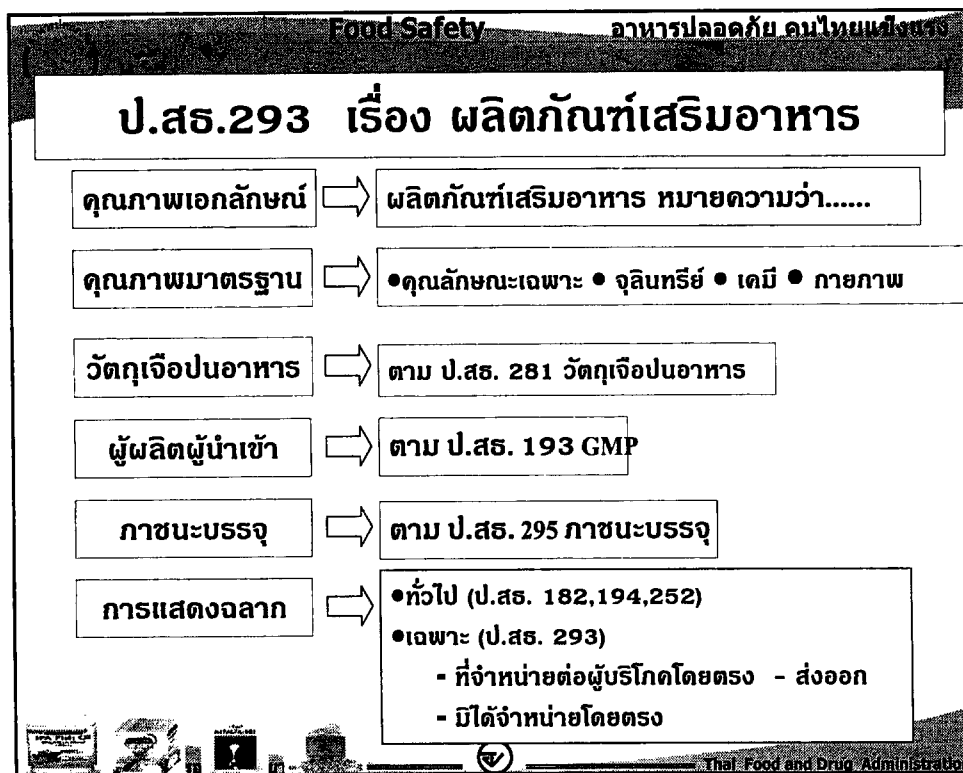 Food Safety อาหารปลอดภัย คนไทยแข็งแรง
ป.สธ.293 เรื่อง ผลิตภัณฑ์เสริมอาหาร
คุณภาพเอกลักษณ์ ผลิตภัณฑ์เสริมอาหาร หมายความว่า......
คุณภาพมาตรฐาน ●คุณลักษณะเฉพาะ ● จุลินทรีย์ ● เคมี ● กายภาพ
วัตถุเจือปนอาหาร ตาม ป.สธ. 281 วัตถุเจือปนอาหาร
ผู้ผลิตผู้นำเข้า ตาม ป.สธ. 193 GMP
ภาชนะบรรจุ ตาม ป.สธ. 295 ภาชนะบรรจุ
การแสดงฉลาก ●ทั่วไป (ป.สธ. 182,194,252)
●เฉพาะ (ป.สธ. 293)
- ที่จำหน่ายต่อผู้บริโภคโดยตรง - ส่งออก
- มิได้จำหน่ายโดยตรง
Thai Food and Drug Administratio